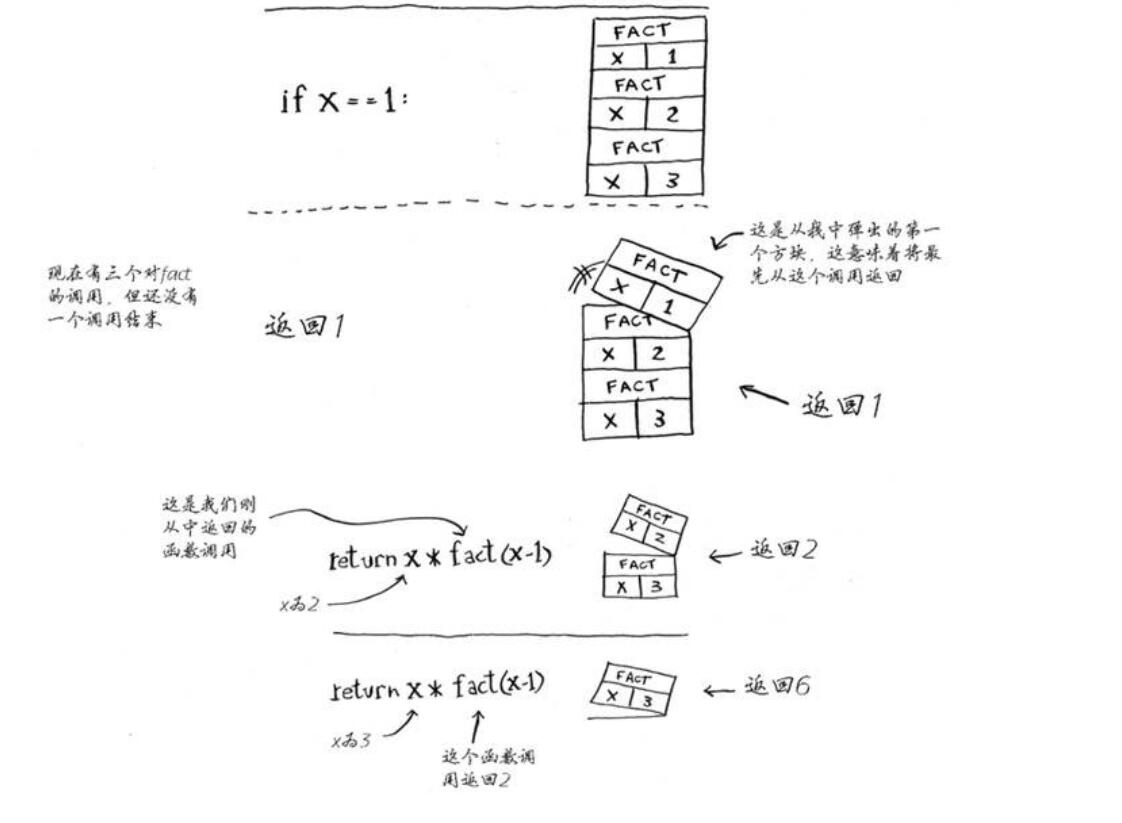 FACT
X 1
FACT
if x==1:
X 2
FACT
X 3
这是从栈中弹出的第一
个方块，这意味着将最
先从这个调用返回
现在有三个对fact
的调用，但还没有
一个调用结束
返回1
FACT
X 1
FACT
X 2
FACT
X 3
返回1
这是我们刚
从中返回的
函数调用
return x * fact(x-1)
x为2
FACT
X 2
FACT
X 3
返回2
return x * fact(x-1)
FACT
X 3
返回6
x为3
这个函数调
用返回2